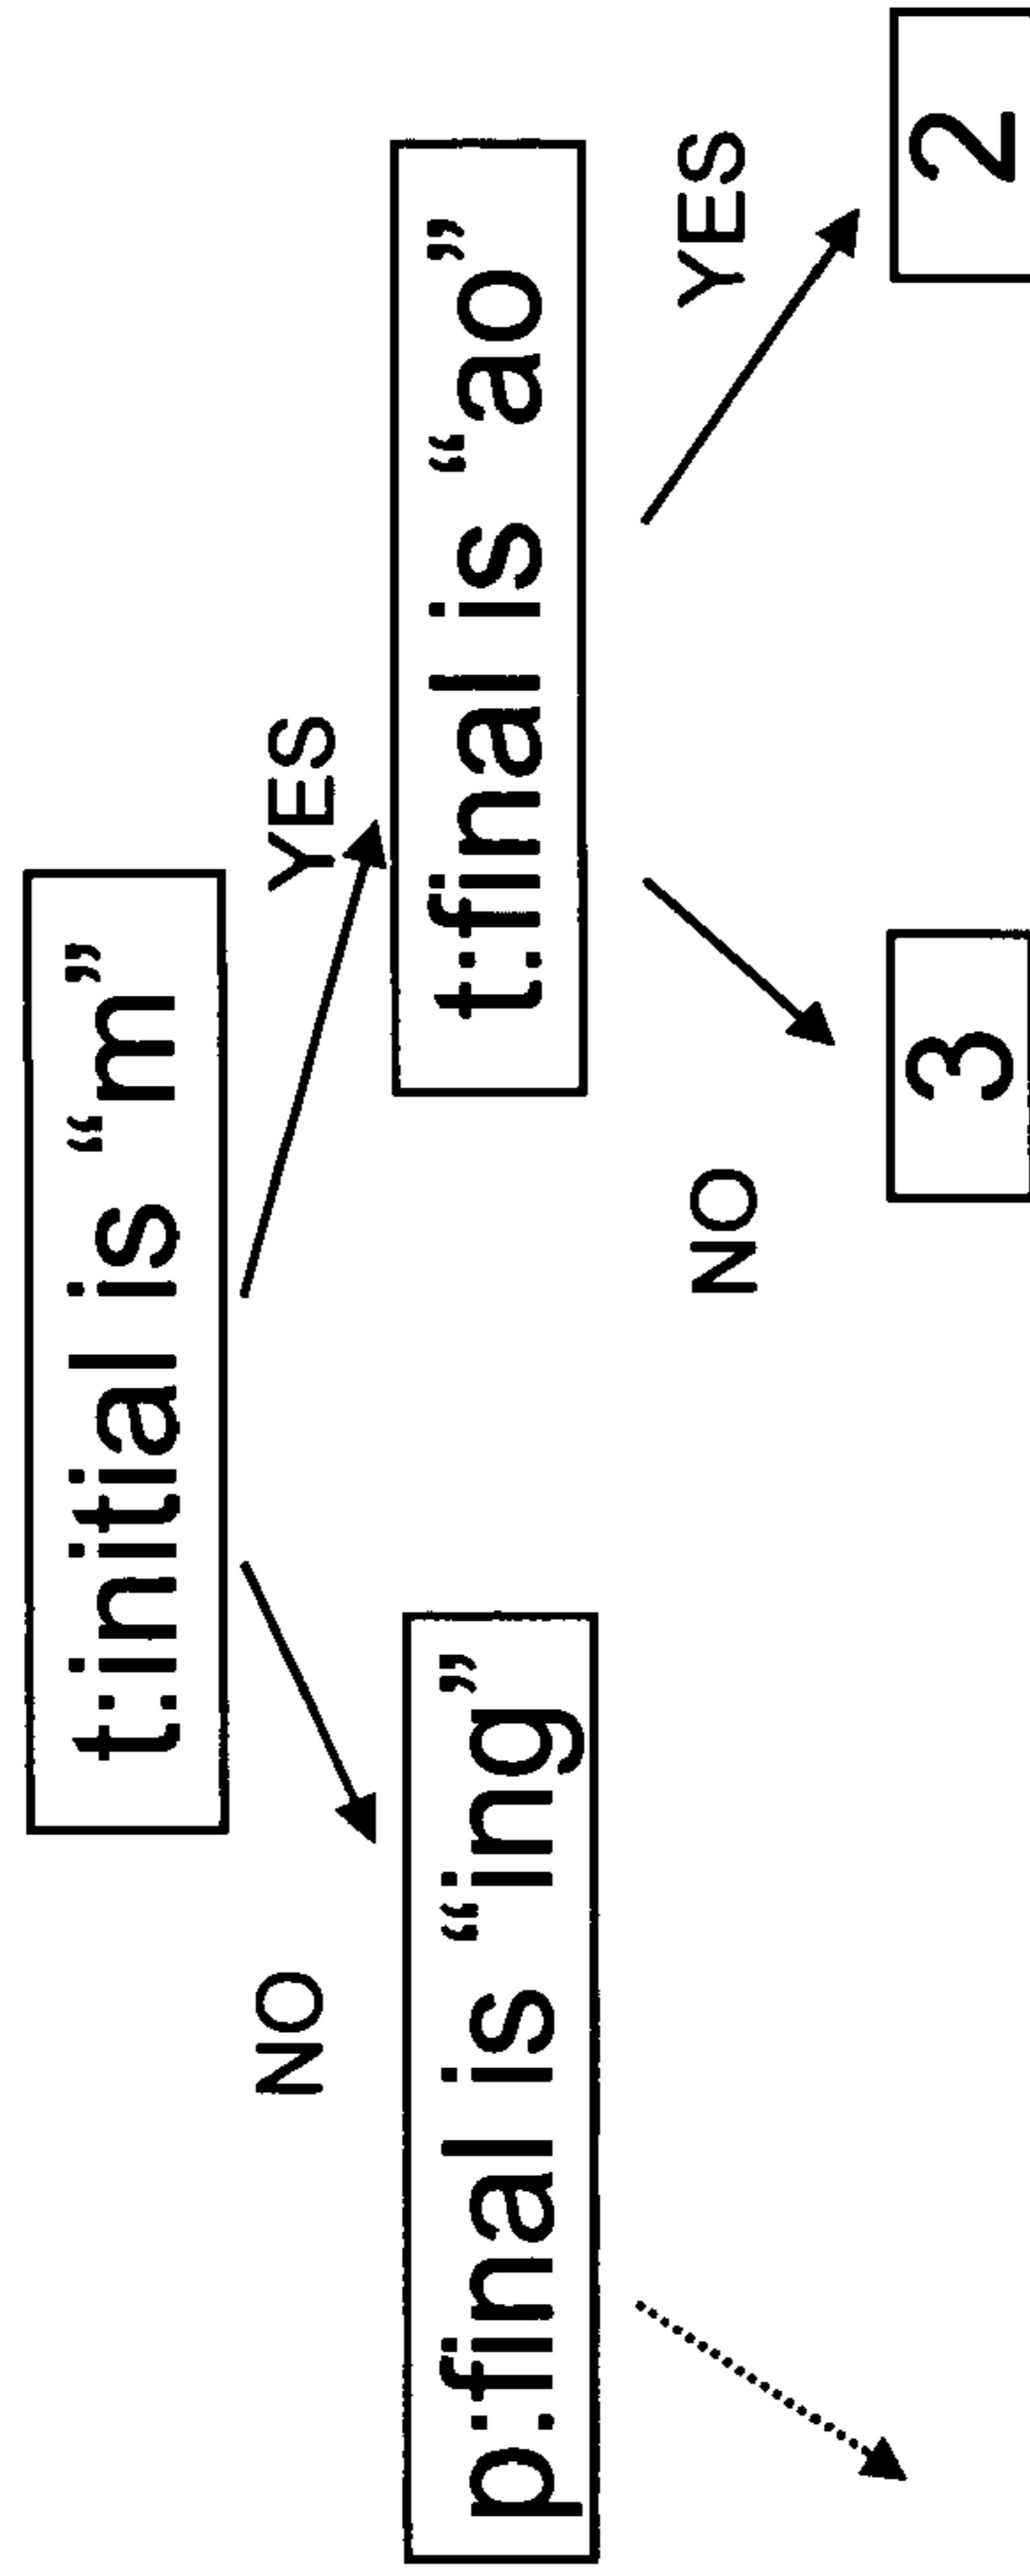 t:initial is “m”
NO
YES
p:final is “ing”
t:final is “ao”
NO
YES
3
2